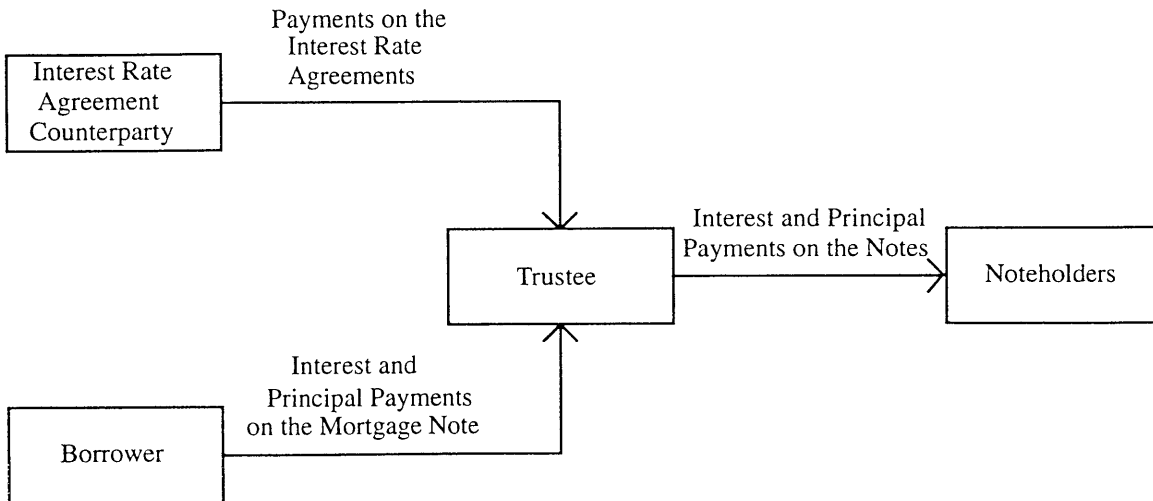 Payments on the
Interest Rate
Agreements
Interest Rate
Agreement
Counterparty
Interest and Principal
Payments on the Notes
Trustee
Noteholders
Interest and
Principal Payments
on the Mortgage Note
Borrower